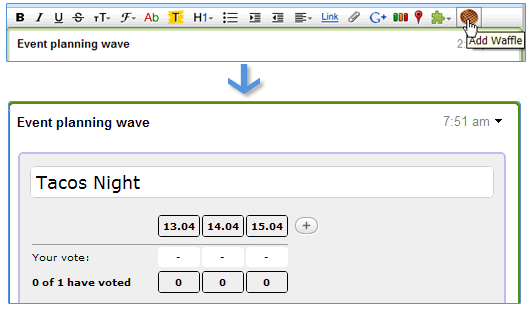 B I U S TT F Ab T H1 Link G+
Event planning wave 2:
Add Waffle
Event planning wave 7:51 am
Tacos Night
13.04 14.04 15.04 +
Your vote: - - -
0 of 1 have voted 0 0 0